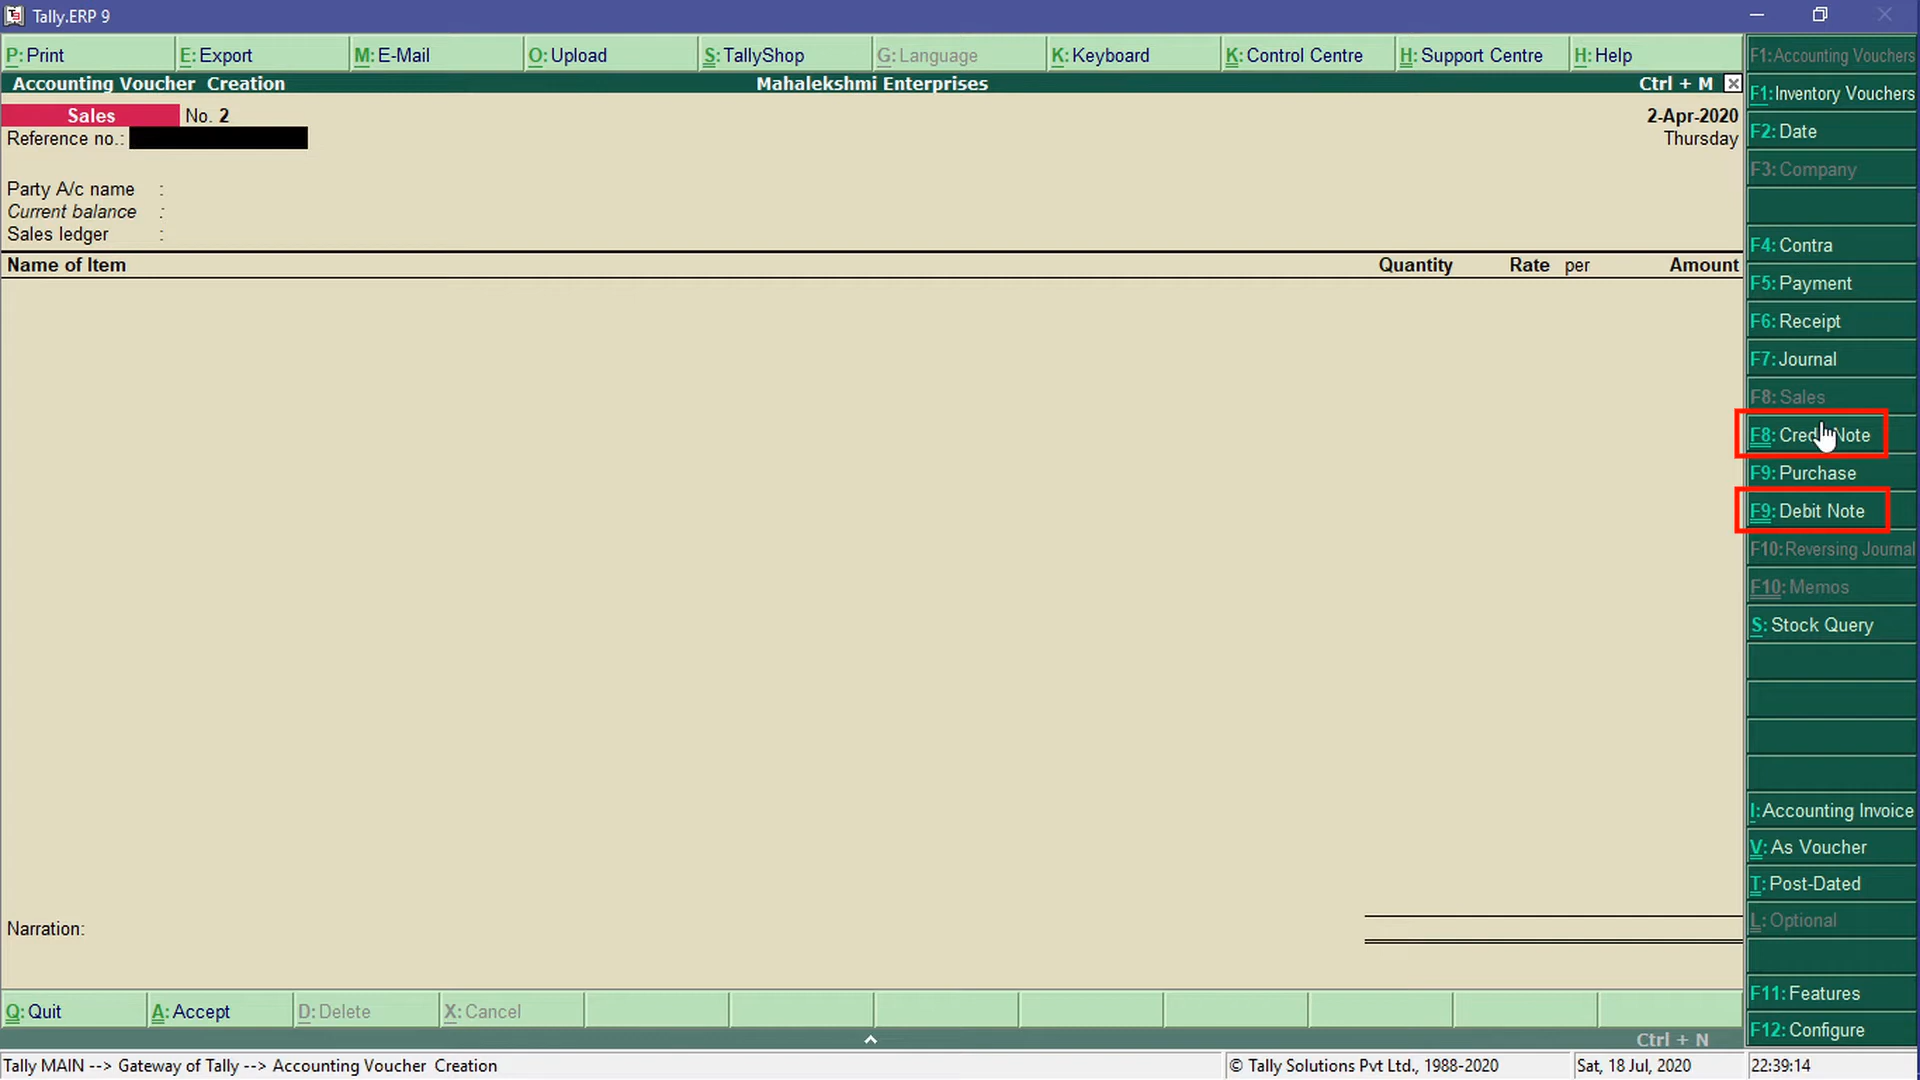 Tally.ERP 9
P: Print E: Export M: E-Mail O: Upload S: TallyShop G: Language K: Keyboard K: Control Centre H: Support Centre H: Help
Accounting Voucher Creation Mahalekshmi Enterprises Ctrl + M
Sales No. 2 2-Apr-2020
Reference no.: Thursday
Party A/c name :
Current balance :
Sales ledger :
Name of Item Quantity Rate per Amount
Narration:
F1: Accounting Vouchers
F1: Inventory Vouchers
F2: Date
F3: Company
F4: Contra
F5: Payment
F6: Receipt
F7: Journal
F8: Sales
F8: Credit Note
F9: Purchase
F9: Debit Note
F10: Reversing Journal
F10: Memos
S: Stock Query
I: Accounting Invoice
V: As Voucher
T: Post-Dated
L: Optional
F11: Features
F12: Configure
Q: Quit A: Accept D: Delete X: Cancel
Ctrl + N
Tally MAIN --> Gateway of Tally --> Accounting Voucher Creation © Tally Solutions Pvt Ltd., 1988-2020 Sat, 18 Jul, 2020 22:39:14